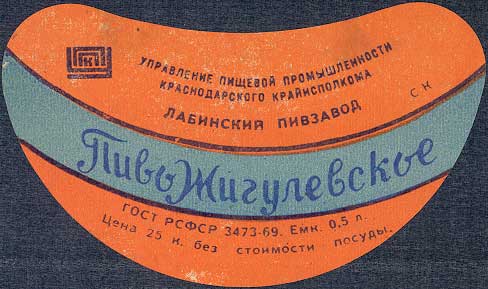 УПРАВЛЕНИЕ ПИЩЕВОЙ ПРОМЫШЛЕННОСТИ
КРАСНОДАРСКОГО КРАЙИСПОЛКОМА
ЛАБИНСКИЙ ПИВЗАВОД
СК
Пиво Жигулевское
ГОСТ РСФСР 3473-69. Емк. 0,5 л.
Цена 25 к. без стоимости посуды.